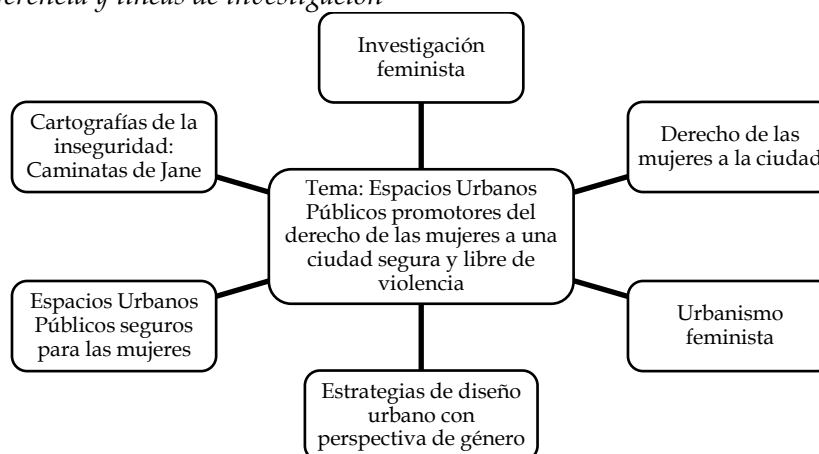 y líneas de investigación
Investigación
feminista
Cartografías de la
inseguridad:
Caminatas de Jane
Derecho de las
mujeres a la ciudad
Tema: Espacios Urbanos
Públicos promotores del
derecho de las mujeres a una
ciudad segura y libre de
violencia
Espacios Urbanos
Públicos seguros
para las mujeres
Urbanismo
feminista
Estrategias de diseño
urbano con
perspectiva de género